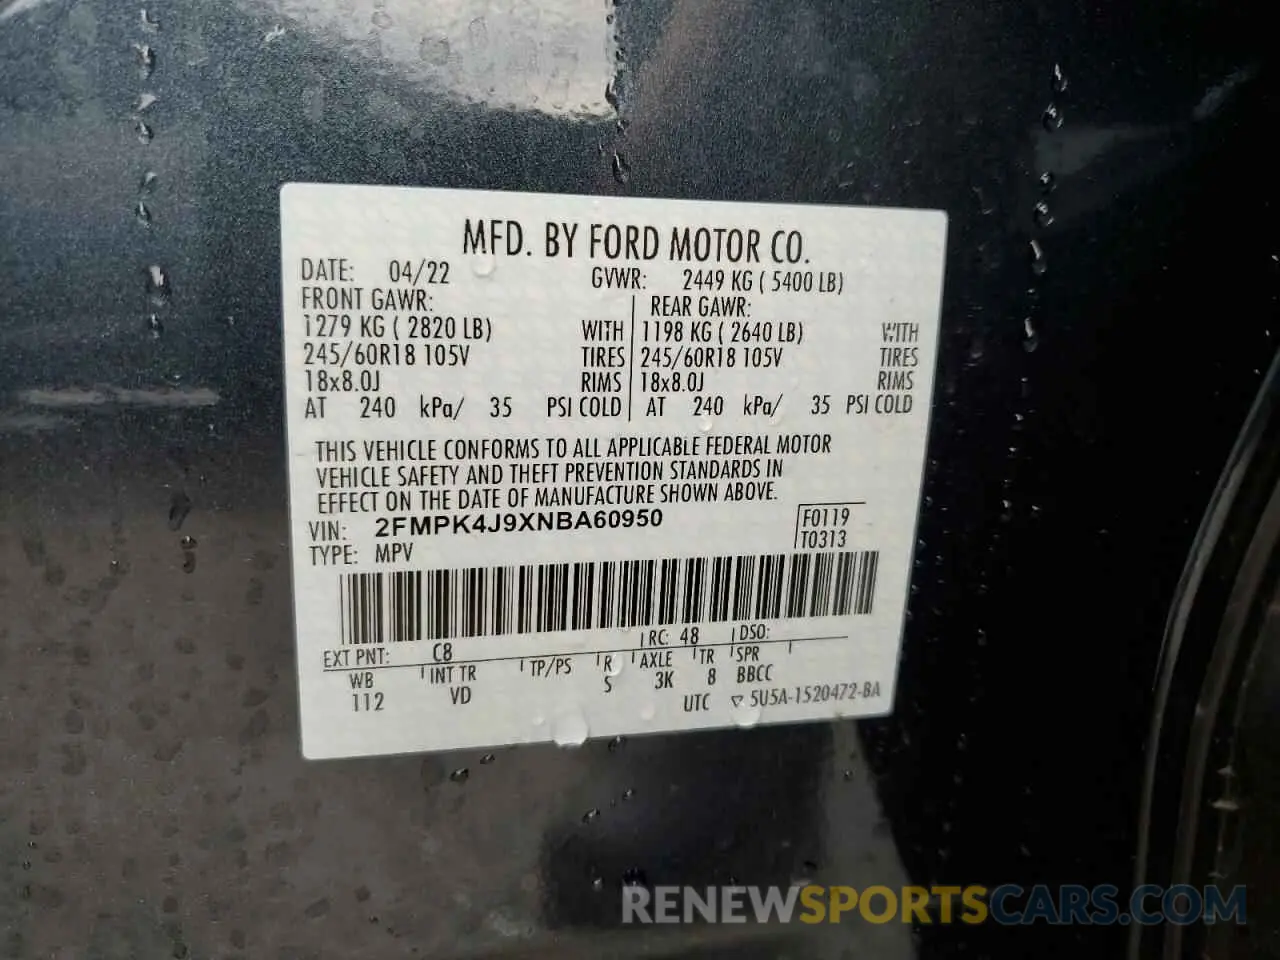 MFD. BY FORD MOTOR CO.
DATE: 04/22 GVWR: 2449 KG ( 5400 LB)
FRONT GAWR: REAR GAWR:
1279 KG ( 2820 LB) WITH 1198 KG ( 2640 LB) WITH
245/60R18 105V TIRES 245/60R18 105V TIRES
18x8.0J RIMS 18x8.0J RIMS
AT 240 kPa/ 35 PSI COLD AT 240 kPa/ 35 PSI COLD
THIS VEHICLE CONFORMS TO ALL APPLICABLE FEDERAL MOTOR
VEHICLE SAFETY AND THEFT PREVENTION STANDARDS IN
EFFECT ON THE DATE OF MANUFACTURE SHOWN ABOVE.
VIN: 2FMPK4J9XNBA60950 F0119
TYPE: MPV T0313
EXT PNT: C8 RC: 48 DSO:
WB INT TR TP/PS R AXLE TR SPR
112 VD S 3K 8 BBCC
UTC ▽ 5U5A-1520472-BA
RENEWSPORTSCARS.COM